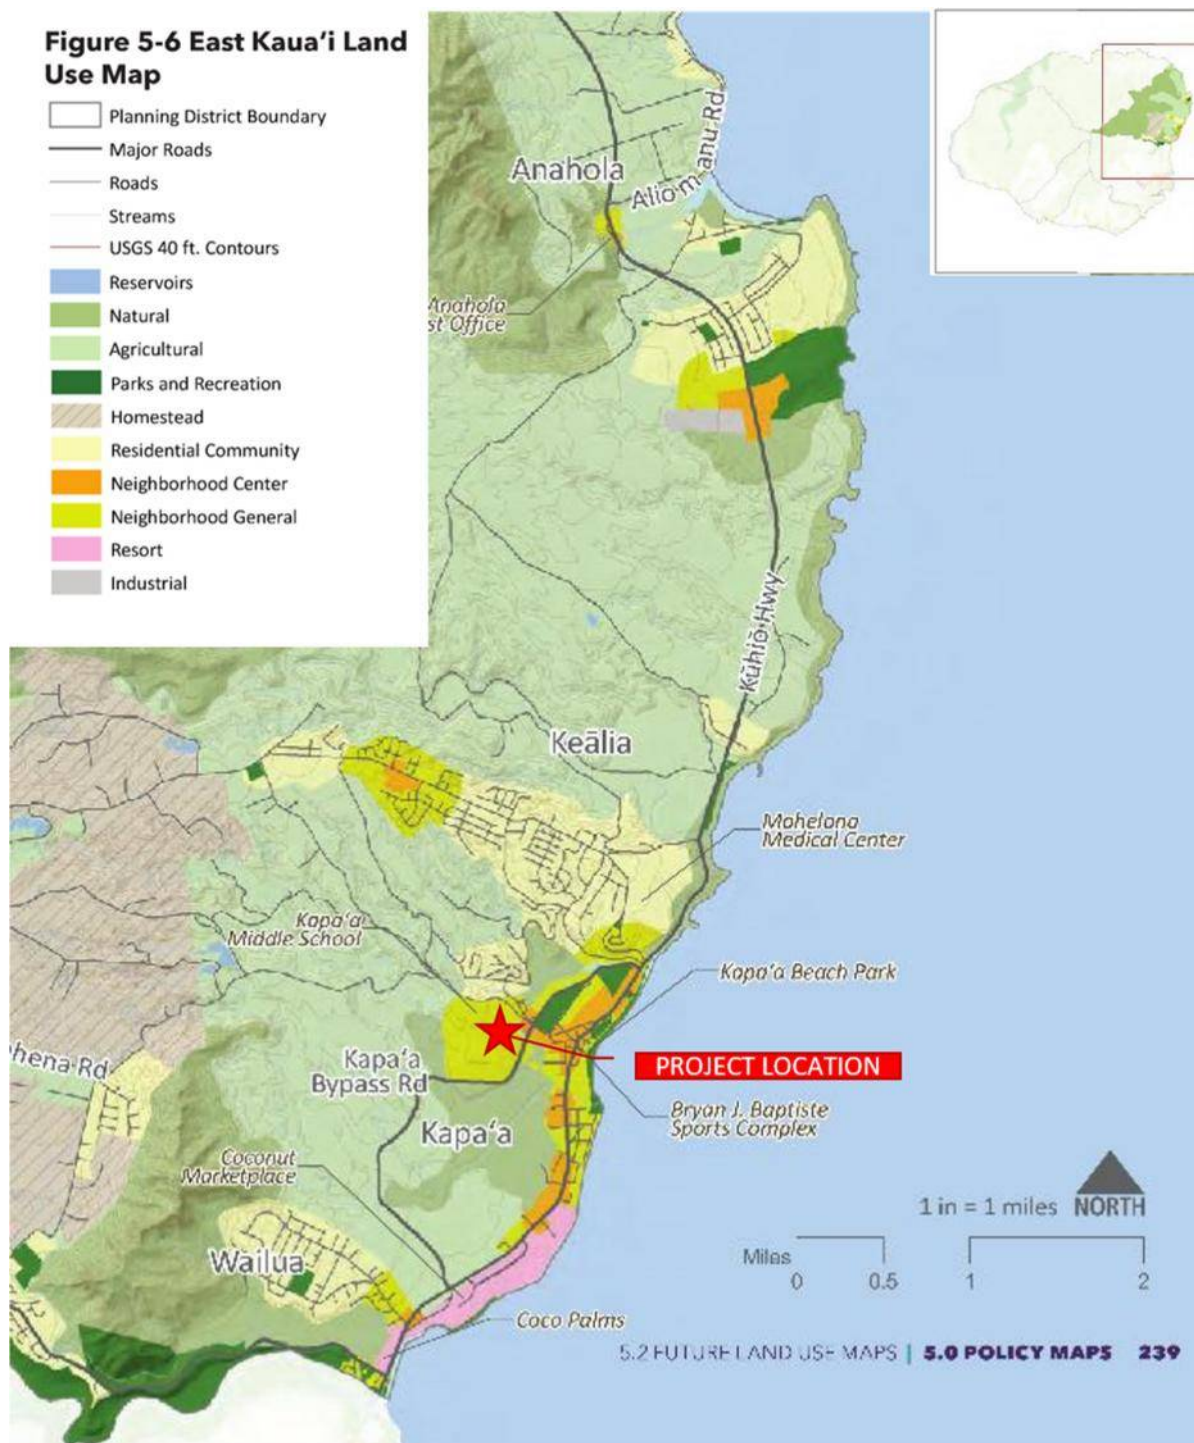 Figure 5-6 East Kaua‘i Land
Use Map
Planning District Boundary
Major Roads
Roads
Streams
USGS 40 ft. Contours
Reservoirs
Natural
Agricultural
Parks and Recreation
Homestead
Residential Community
Neighborhood Center
Neighborhood General
Resort
Industrial
Anahola
Aliomanu Rd
Anahola
st Office
Kūhiō Hwy
Keālia
Mahelona
Medical Center
Kapa‘a
Middle School
Kapa‘a Beach Park
PROJECT LOCATION
hena Rd
Kapa‘a
Bypass Rd
Bryan J. Baptiste
Sports Complex
Kapa‘a
Coconut
Marketplace
1 in = 1 miles NORTH
Wailua
Miles
0 0.5 1 2
Coco Palms
5.2 FUTURE LAND USE MAPS | 5.0 POLICY MAPS 239